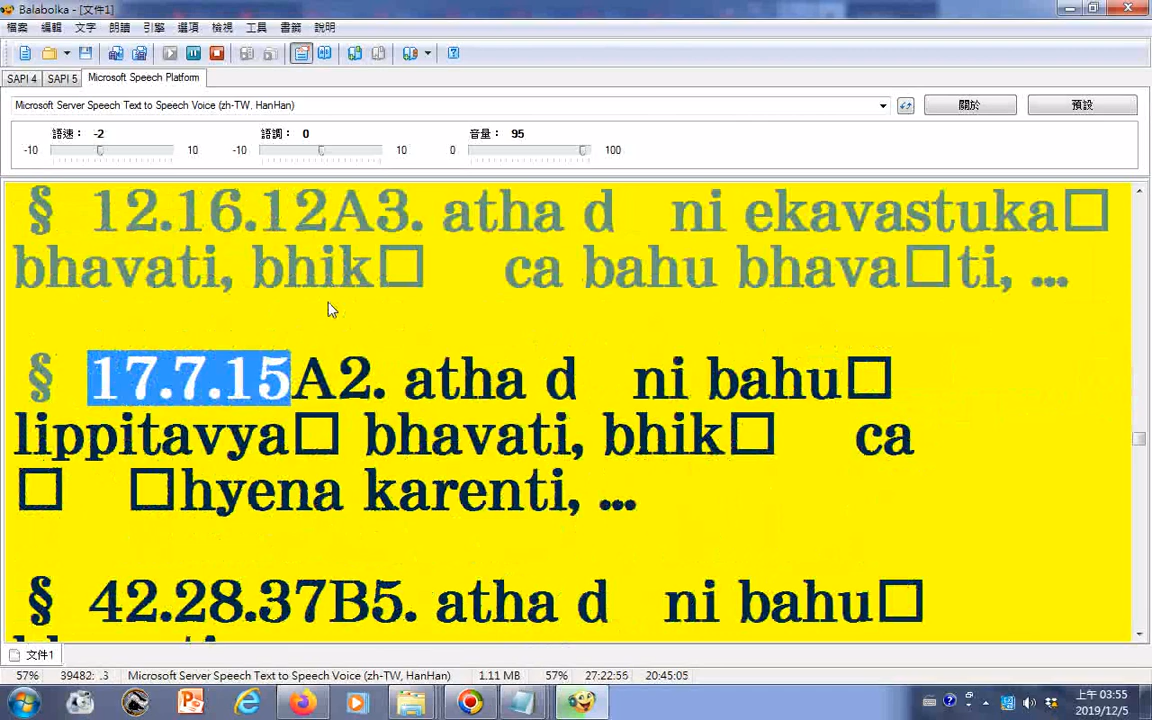 Balabolka - [文件1]
檔案 編輯 文字 朗讀 引擎 選項 檢視 工具 書籤 說明
SAPI 4 SAPI 5 Microsoft Speech Platform
Microsoft Server Speech Text to Speech Voice (zh-TW, HanHan) 關於 預設
語速： -2 語調： 0 音量： 95
-10 10 -10 10 0 100
§ 12.16.12A3. atha d ni ekavastuka□
bhavati, bhik□ ca bahu bhava□ti, ...
§ 17.7.15A2. atha d ni bahu□
lippitavya□ bhavati, bhik□ ca
□ □hyena karenti, ...
§ 42.28.37B5. atha d ni bahu□
文件1
57% 39482: .3 Microsoft Server Speech Text to Speech Voice (zh-TW, HanHan) 1.11 MB 57% 27:22:56 20:45:05
上午 03:55
2019/12/5